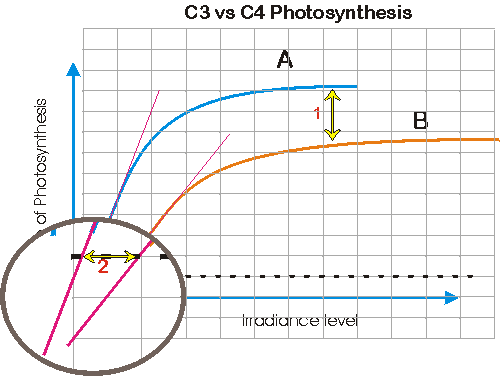 C3 vs C4 Photosynthesis
A
1
B
of Photosynthesis
2
Irradiance level